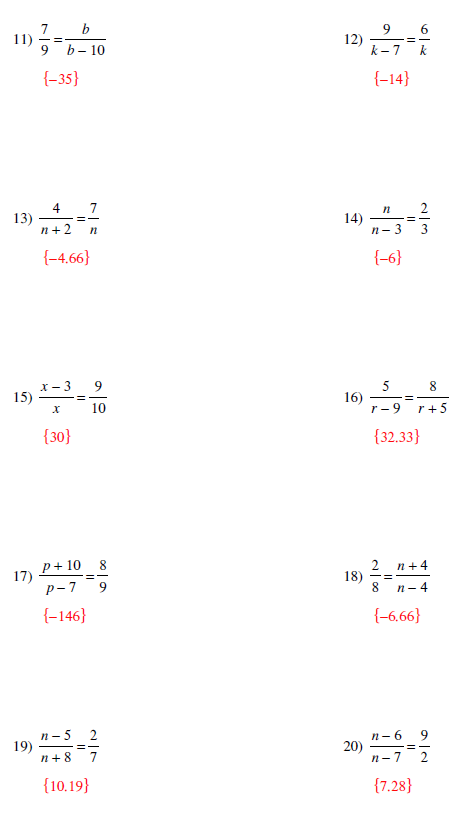 11) 7/9 = b/(b – 10)
{–35}
12) 9/(k – 7) = 6/k
{–14}
13) 4/(n + 2) = 7/n
{–4.66}
14) n/(n – 3) = 2/3
{–6}
15) (x – 3)/x = 9/10
{30}
16) 5/(r – 9) = 8/(r + 5)
{32.33}
17) (p + 10)/(p – 7) = 8/9
{–146}
18) 2/8 = (n + 4)/(n – 4)
{–6.66}
19) (n – 5)/(n + 8) = 2/7
{10.19}
20) (n – 6)/(n – 7) = 9/2
{7.28}